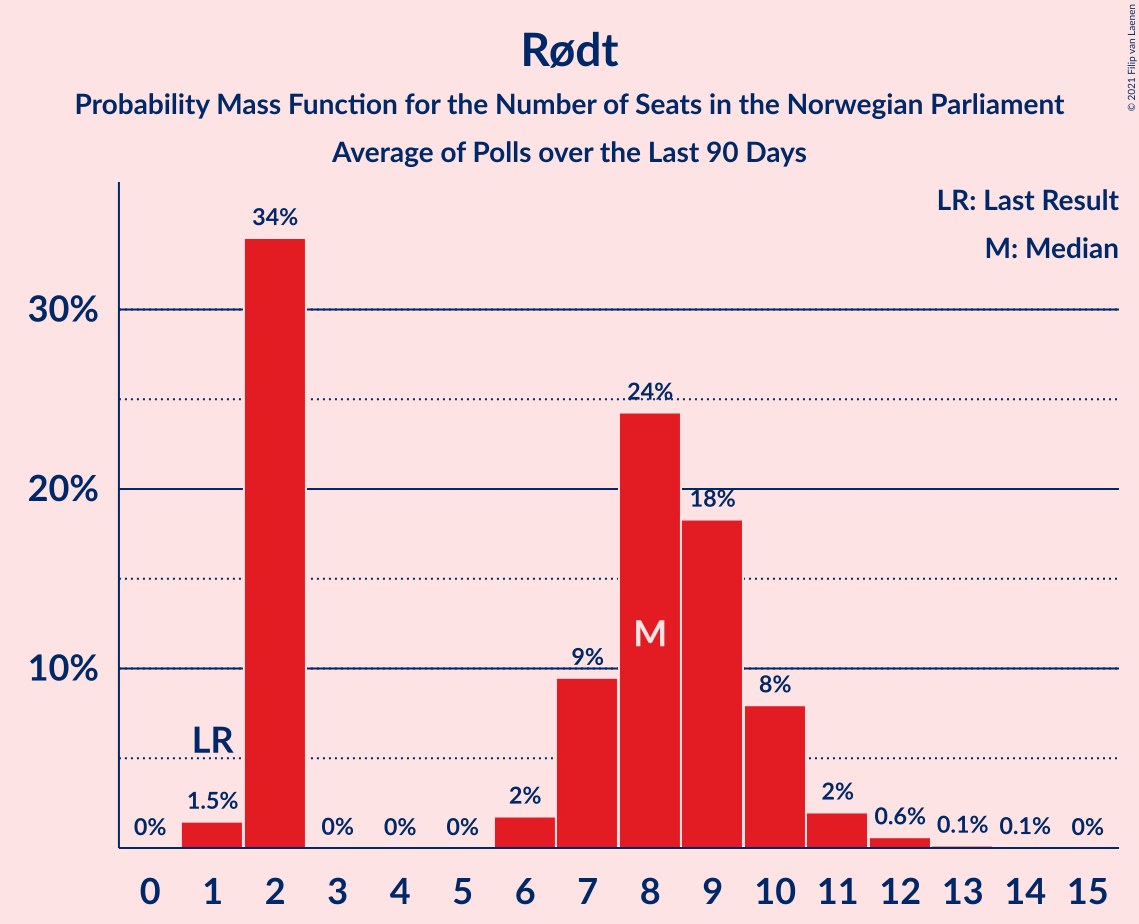 Rødt
Probability Mass Function for the Number of Seats in the Norwegian Parliament
Average of Polls over the Last 90 Days
© 2021 Filip van Laenen
LR: Last Result
M: Median
34%
30%
24%
20%
18%
M
10%
9%
8%
LR
0%
1.5%
0%
0%
0%
2%
2%
0.6%
0.1%
0.1%
0%
0 1 2 3 4 5 6 7 8 9 10 11 12 13 14 15